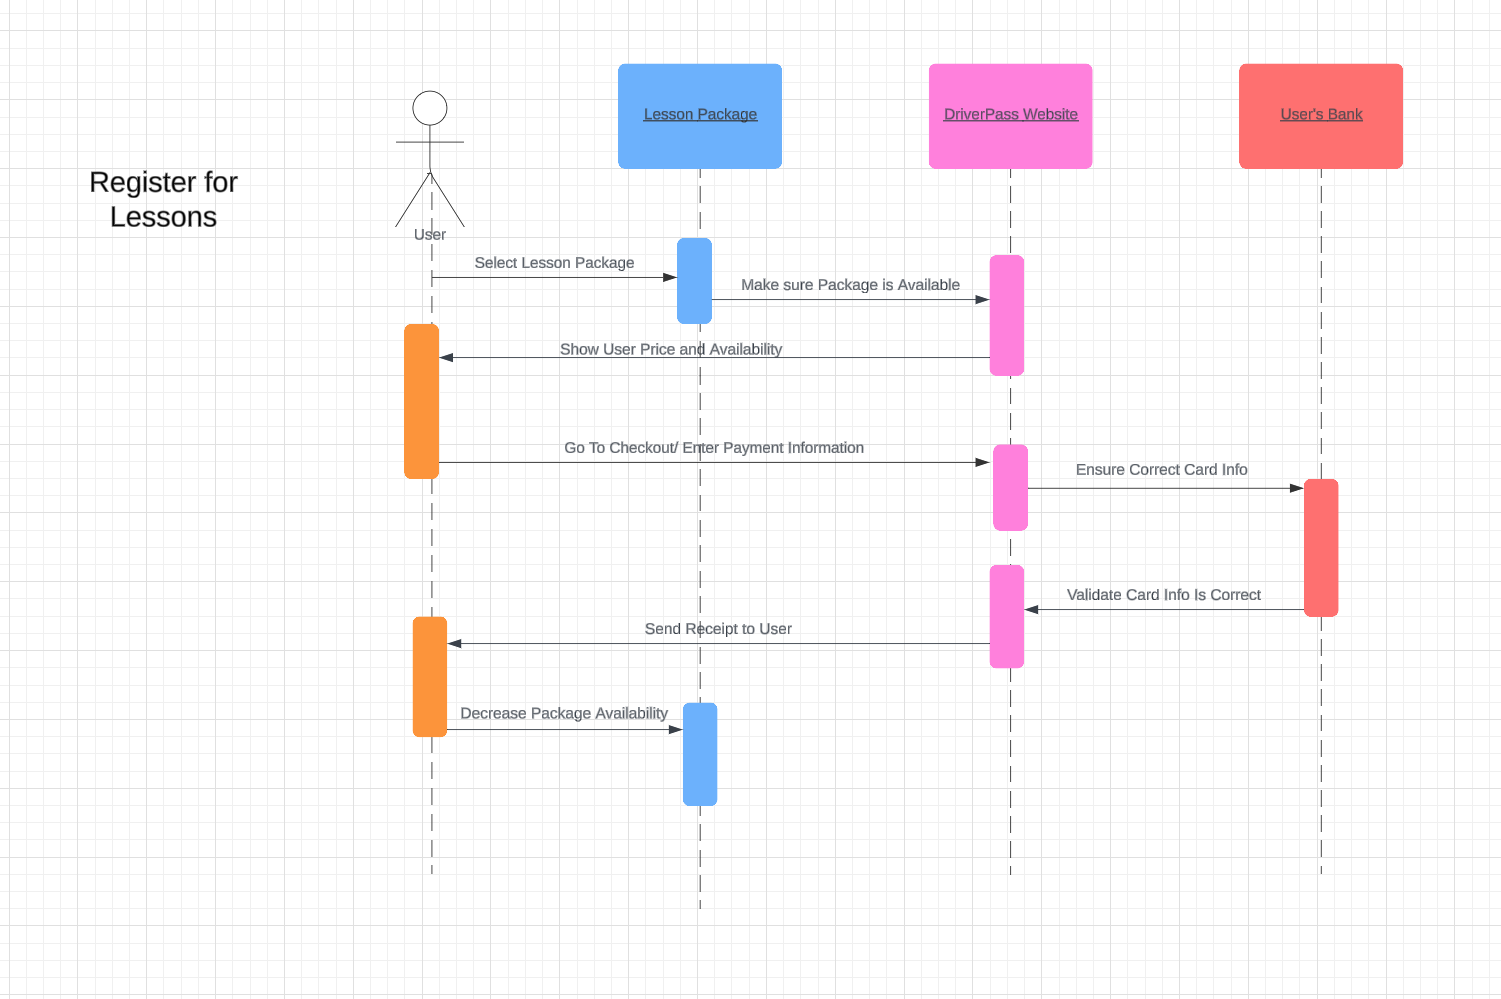 Lesson Package
DriverPass Website
User's Bank
Register for
Lessons
User
Select Lesson Package
Make sure Package is Available
Show User Price and Availability
Go To Checkout/ Enter Payment Information
Ensure Correct Card Info
Validate Card Info Is Correct
Send Receipt to User
Decrease Package Availability